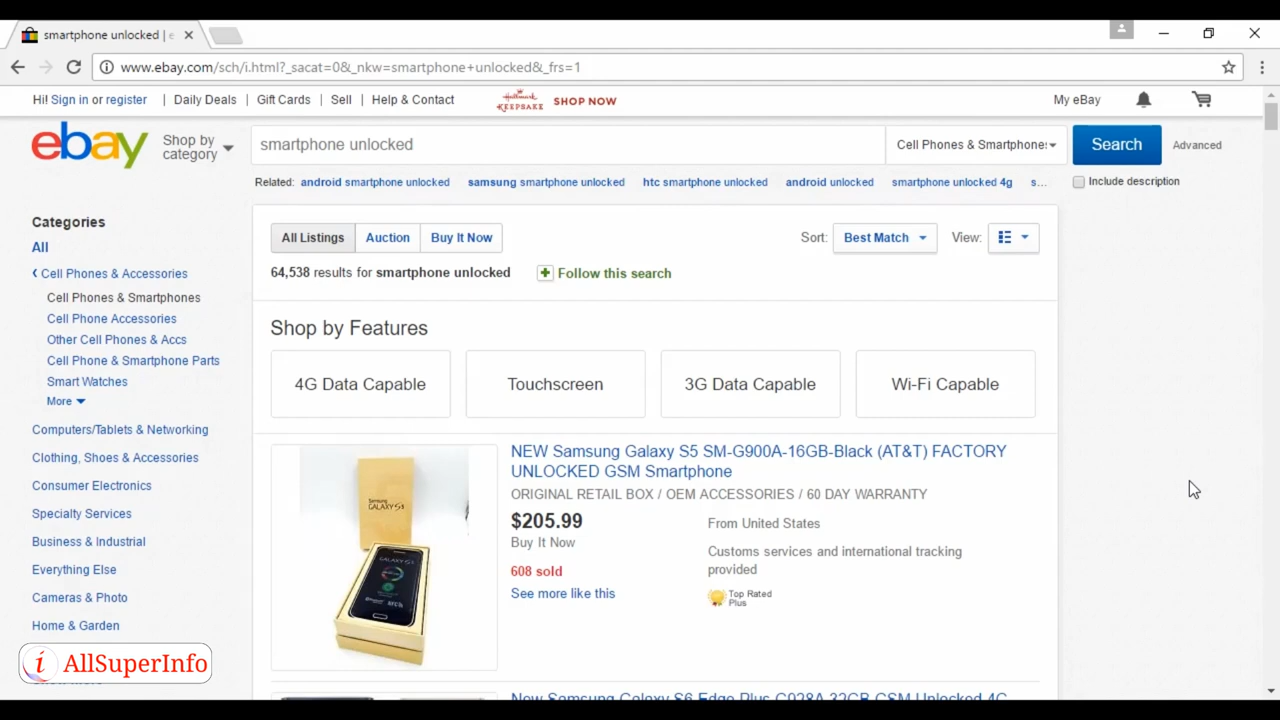 smartphone unlocked | e
www.ebay.com/sch/i.html?_sacat=0&_nkw=smartphone+unlocked&_frs=1
Hi! Sign in or register | Daily Deals | Gift Cards | Sell | Help & Contact
Hallmark KEEPSAKE SHOP NOW
My eBay
ebay
Shop by category
smartphone unlocked
Cell Phones & Smartphones
Search
Advanced
Related: android smartphone unlocked samsung smartphone unlocked htc smartphone unlocked android unlocked smartphone unlocked 4g s...
Include description
Categories
All
Cell Phones & Accessories
Cell Phones & Smartphones
Cell Phone Accessories
Other Cell Phones & Accs
Cell Phone & Smartphone Parts
Smart Watches
More
Computers/Tablets & Networking
Clothing, Shoes & Accessories
Consumer Electronics
Specialty Services
Business & Industrial
Everything Else
Cameras & Photo
Home & Garden
i AllSuperInfo
All Listings Auction Buy It Now
Sort: Best Match View:
64,538 results for smartphone unlocked
Follow this search
Shop by Features
4G Data Capable
Touchscreen
3G Data Capable
Wi-Fi Capable
Samsung
GALAXY S5
NEW Samsung Galaxy S5 SM-G900A-16GB-Black (AT&T) FACTORY
UNLOCKED GSM Smartphone
ORIGINAL RETAIL BOX / OEM ACCESSORIES / 60 DAY WARRANTY
$205.99
Buy It Now
608 sold
See more like this
From United States
Customs services and international tracking
provided
Top Rated
Plus
New Samsung Galaxy S6 Edge Plus G928A 32GB GSM Unlocked 4G